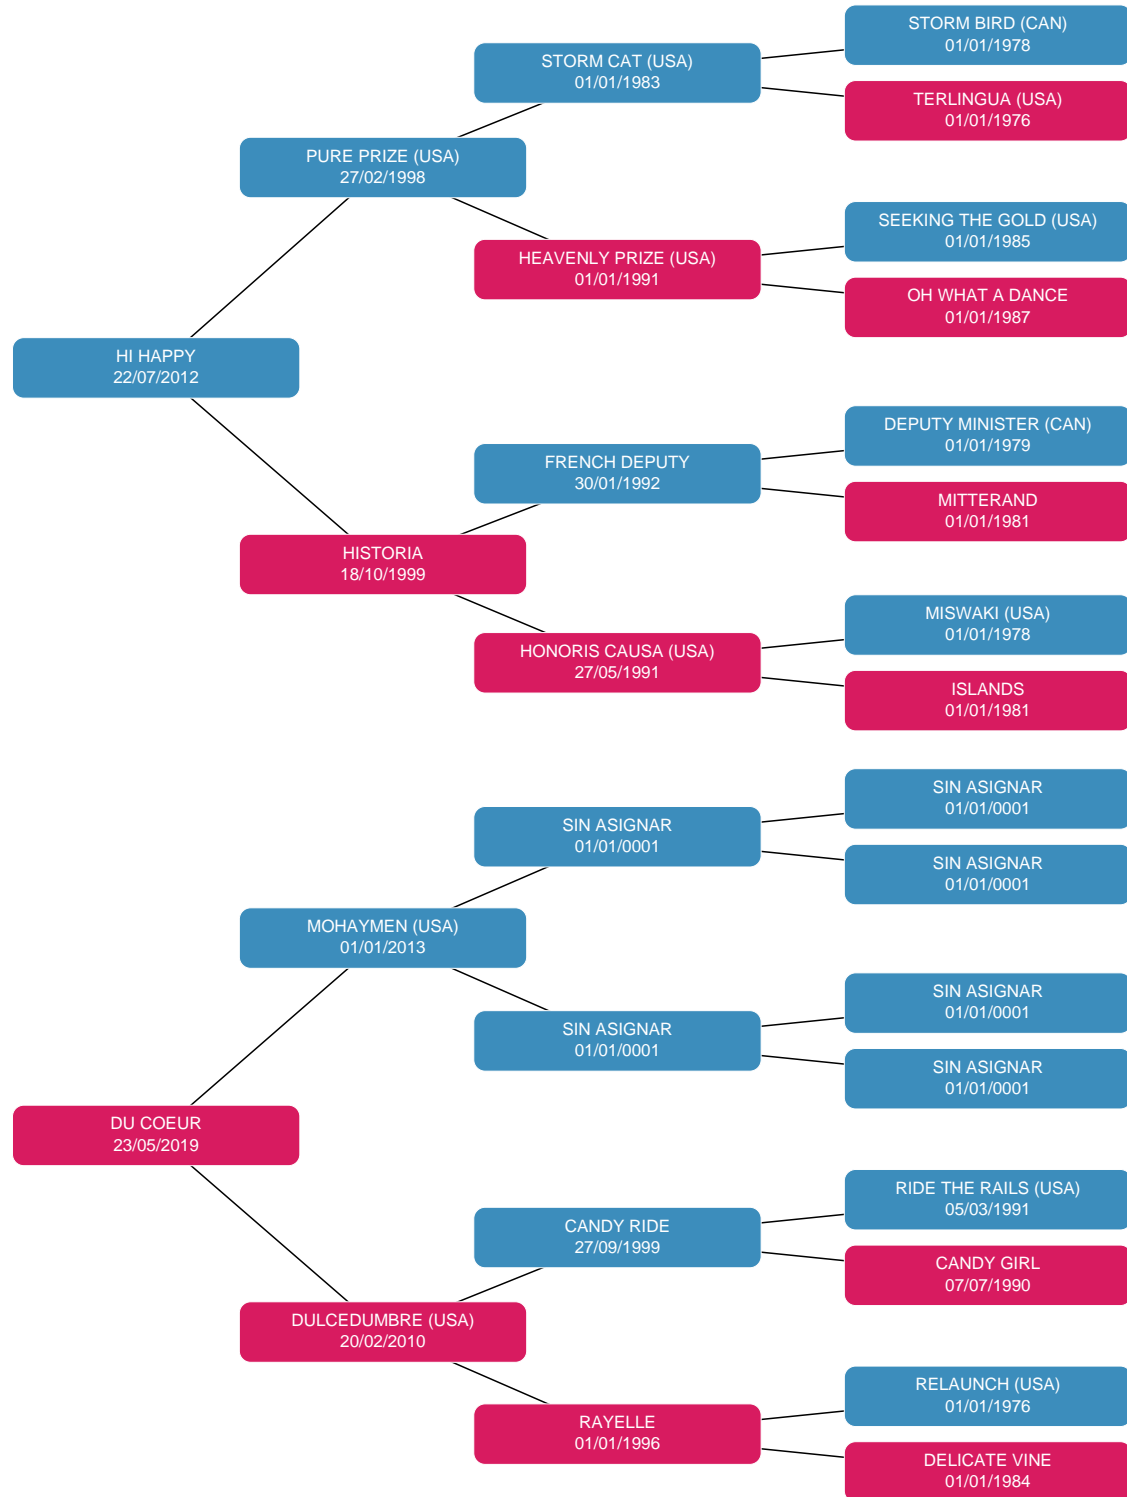 STORM BIRD (CAN)
01/01/1978
STORM CAT (USA)
01/01/1983
TERLINGUA (USA)
01/01/1976
PURE PRIZE (USA)
27/02/1998
SEEKING THE GOLD (USA)
01/01/1985
HEAVENLY PRIZE (USA)
01/01/1991
OH WHAT A DANCE
01/01/1987
HI HAPPY
22/07/2012
DEPUTY MINISTER (CAN)
01/01/1979
FRENCH DEPUTY
30/01/1992
MITTERAND
01/01/1981
HISTORIA
18/10/1999
MISWAKI (USA)
01/01/1978
HONORIS CAUSA (USA)
27/05/1991
ISLANDS
01/01/1981
SIN ASIGNAR
01/01/0001
SIN ASIGNAR
01/01/0001
SIN ASIGNAR
01/01/0001
MOHAYMEN (USA)
01/01/2013
SIN ASIGNAR
01/01/0001
SIN ASIGNAR
01/01/0001
SIN ASIGNAR
01/01/0001
DU COEUR
23/05/2019
RIDE THE RAILS (USA)
05/03/1991
CANDY RIDE
27/09/1999
CANDY GIRL
07/07/1990
DULCEDUMBRE (USA)
20/02/2010
RELAUNCH (USA)
01/01/1976
RAYELLE
01/01/1996
DELICATE VINE
01/01/1984